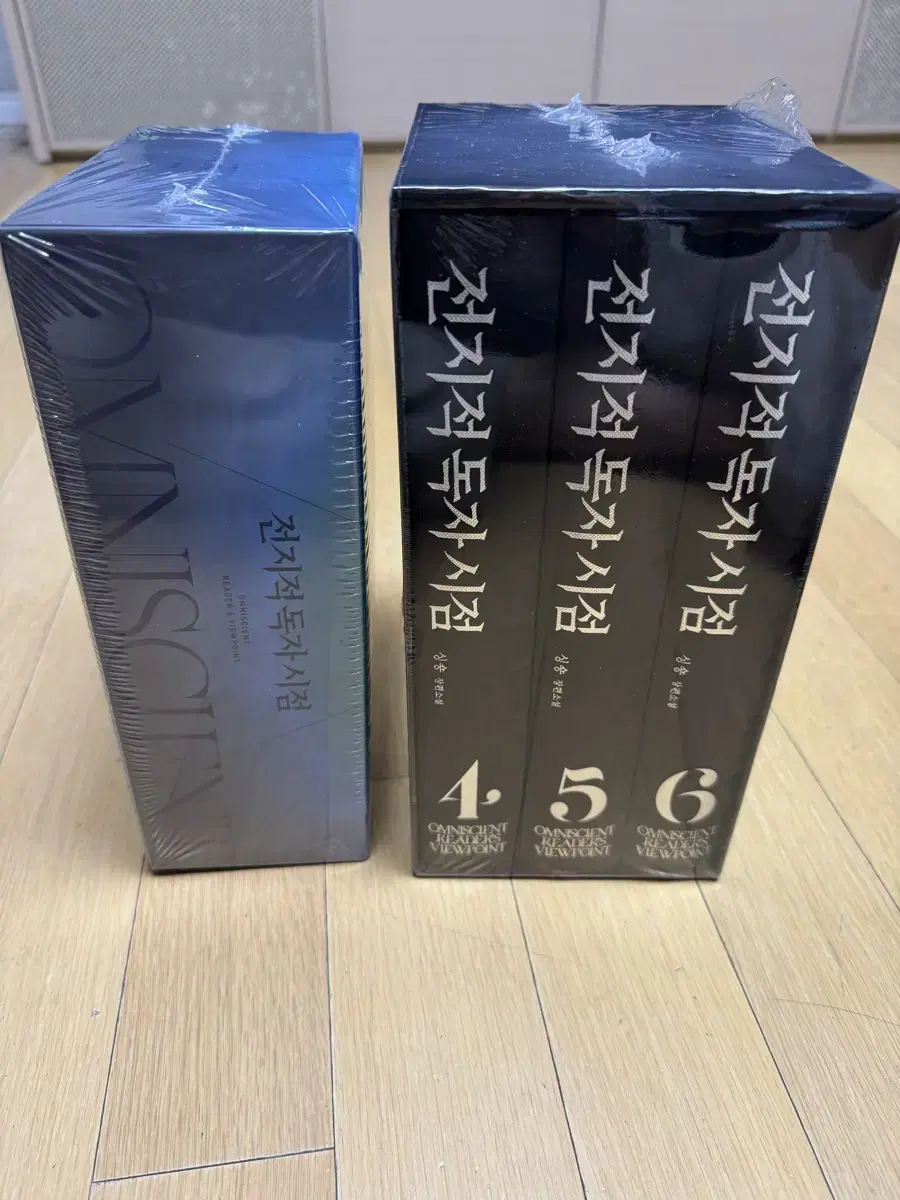 OMNISCIEN
전지적 독자 시점
OMNISCIENT
READER'S VIEWPOINT
전지적 독자 시점
싱숑 장편소설
4
OMNISCIENT
READER'S
VIEWPOINT
전지적 독자 시점
싱숑 장편소설
5
OMNISCIENT
READER'S
VIEWPOINT
전지적 독자 시점
싱숑 장편소설
6
OMNISCIENT
READER'S
VIEWPOINT